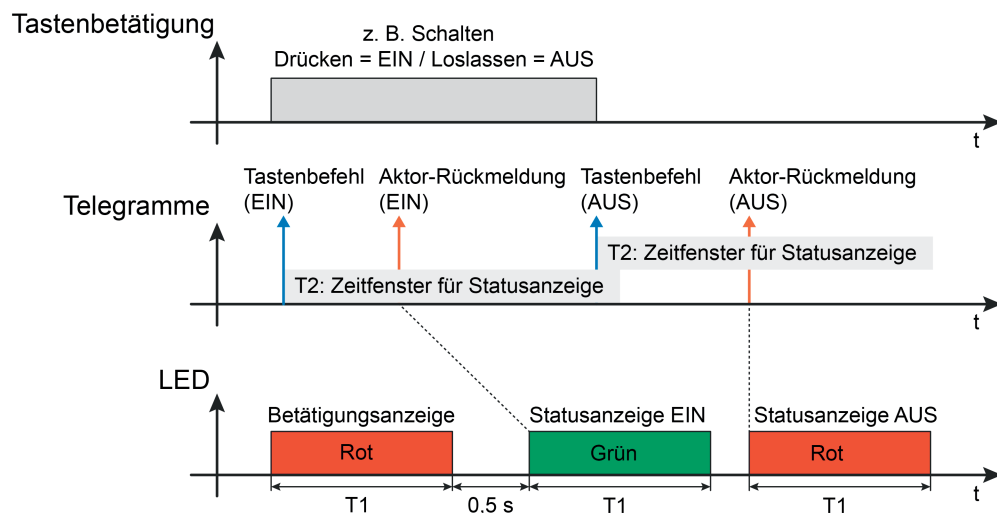 Tastenbetätigung
z. B. Schalten
Drücken = EIN / Loslassen = AUS
t
Telegramme
Tastenbefehl
(EIN)
Aktor-Rückmeldung
(EIN)
Tastenbefehl
(AUS)
Aktor-Rückmeldung
(AUS)
T2: Zeitfenster für Statusanzeige
T2: Zeitfenster für Statusanzeige
t
LED
Betätigungsanzeige
Statusanzeige EIN
Statusanzeige AUS
Rot
Grün
Rot
t
T1
0.5 s
T1
T1